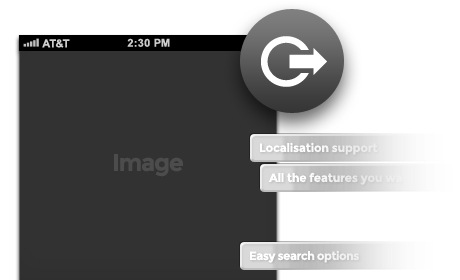 AT&T 2:30 PM
Image
Localisation support
All the features you
Easy search options